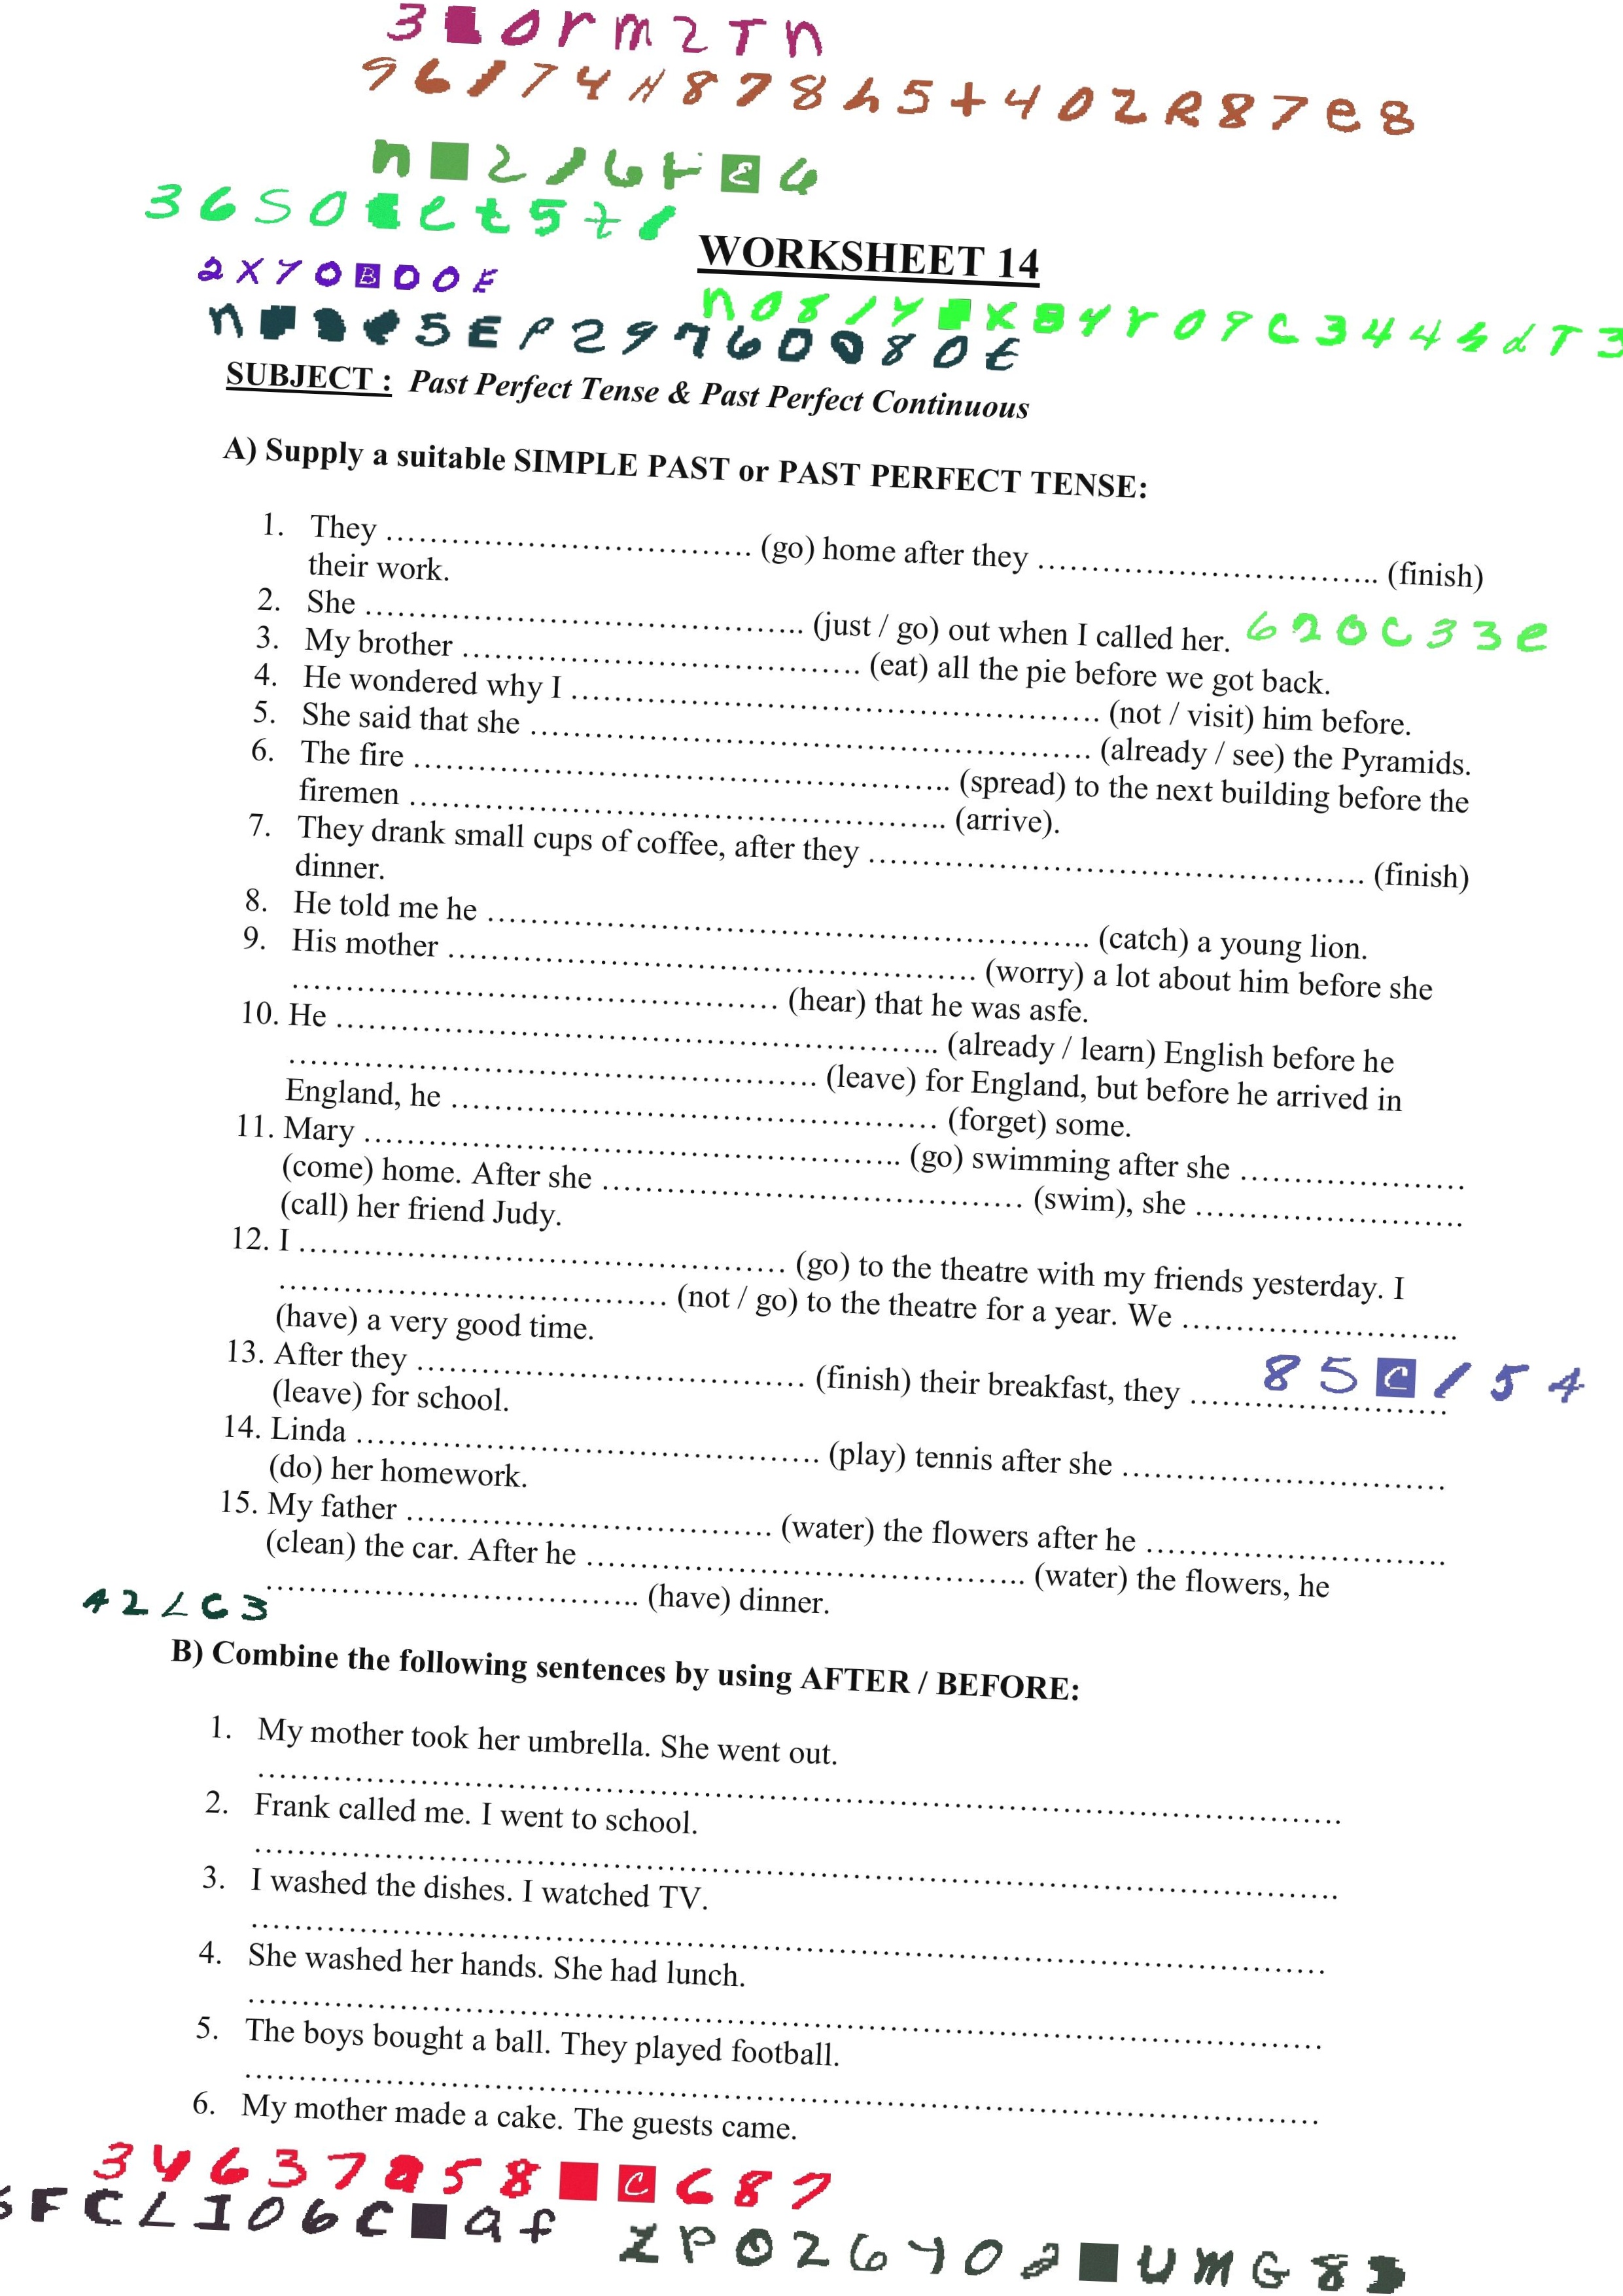 WORKSHEET 14
SUBJECT : Past Perfect Tense & Past Perfect Continuous
A) Supply a suitable SIMPLE PAST or PAST PERFECT TENSE:
1. They ………………………………. (go) home after they …………………………….. (finish)
their work.
2. She …………………………………….. (just / go) out when I called her.
620C33e
3. My brother …………………………………. (eat) all the pie before we got back.
4. He wondered why I ……………………………………………… (not / visit) him before.
5. She said that she ………………………………………………… (already / see) the Pyramids.
6. The fire ……………………………………………….. (spread) to the next building before the
firemen ……………………………………………….. (arrive).
7. They drank small cups of coffee, after they …………………………………………… (finish)
dinner.
8. He told me he …………………………………………………….. (catch) a young lion.
9. His mother ……………………………………………… (worry) a lot about him before she
………………………………………… (hear) that he was asfe.
10. He …………………………………………………….. (already / learn) English before he
……………………………………………… (leave) for England, but before he arrived in
England, he ………………………………………… (forget) some.
11. Mary ……………………………………………….. (go) swimming after she …………………
(come) home. After she …………………………………… (swim), she …………………….
(call) her friend Judy.
12. I ………………………………………… (go) to the theatre with my friends yesterday. I
……………………………… (not / go) to the theatre for a year. We ……………………..
(have) a very good time.
13. After they ……………………………… (finish) their breakfast, they ……………………
85C154
(leave) for school.
14. Linda ……………………………………. (play) tennis after she …………………………
(do) her homework.
15. My father ……………………………. (water) the flowers after he ………………………
(clean) the car. After he …………………………………… (water) the flowers, he
…………………………….. (have) dinner.
42LC3
B) Combine the following sentences by using AFTER / BEFORE:
1. My mother took her umbrella. She went out.
………………………………………………………………………………………….
2. Frank called me. I went to school.
………………………………………………………………………………………….
3. I washed the dishes. I watched TV.
………………………………………………………………………………………….
4. She washed her hands. She had lunch.
………………………………………………………………………………………….
5. The boys bought a ball. They played football.
………………………………………………………………………………………….
6. My mother made a cake. The guests came.